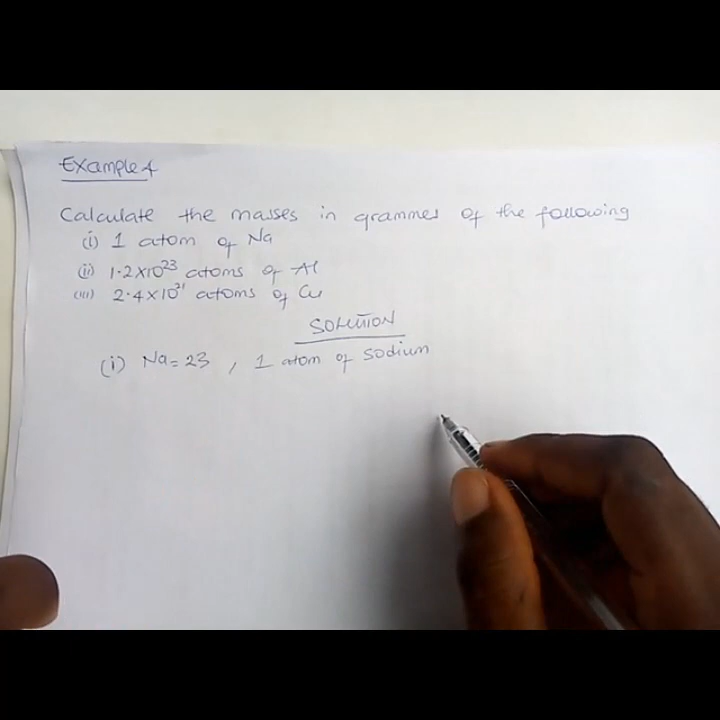 Example 4
Calculate the masses in grammes of the following
(i) 1 atom of Na
(ii) 1.2×10²³ atoms of Al
(iii) 2.4×10²¹ atoms of Cu
SOLUTION
(i) Na = 23 , 1 atom of sodium